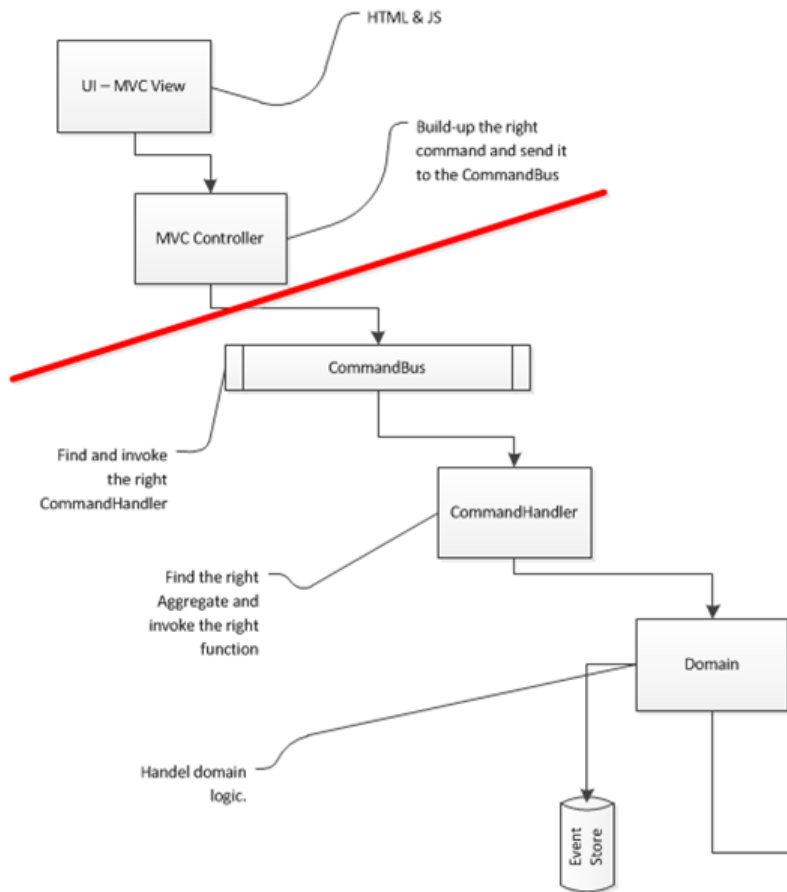 HTML & JS
UI – MVC View
Build-up the right
command and send it
to the CommandBus
MVC Controller
CommandBus
Find and invoke
the right
CommandHandler
CommandHandler
Find the right
Aggregate and
invoke the right
function
Domain
Handel domain
logic.
Event
Store